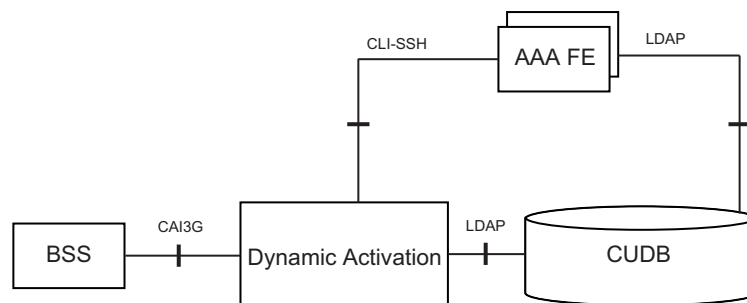 CLI-SSH
AAA FE
LDAP
BSS
CAI3G
Dynamic Activation
LDAP
CUDB